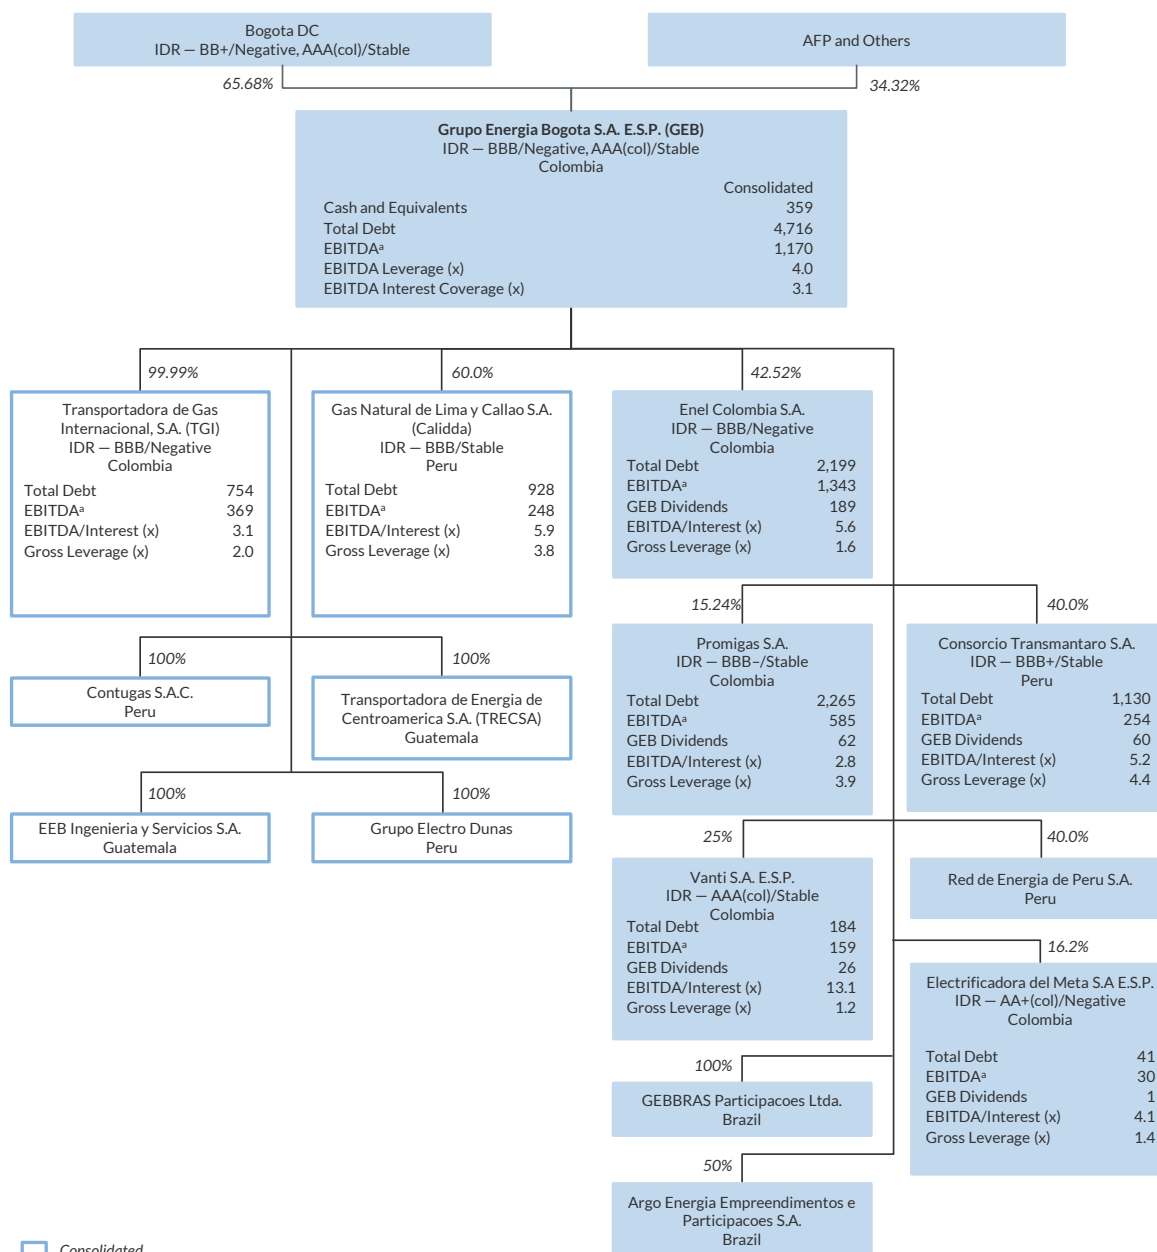 Bogota DC
IDR — BB+/Negative, AAA(col)/Stable
AFP and Others
65.68%
34.32%
Grupo Energia Bogota S.A. E.S.P. (GEB)
IDR — BBB/Negative, AAA(col)/Stable
Colombia
Consolidated
Cash and Equivalents 359
Total Debt 4,716
EBITDAª 1,170
EBITDA Leverage (x) 4.0
EBITDA Interest Coverage (x) 3.1
99.99%
60.0%
42.52%
Transportadora de Gas
Internacional, S.A. (TGI)
IDR — BBB/Negative
Colombia
Total Debt 754
EBITDAª 369
EBITDA/Interest (x) 3.1
Gross Leverage (x) 2.0
Gas Natural de Lima y Callao S.A.
(Calidda)
IDR — BBB/Stable
Peru
Total Debt 928
EBITDAª 248
EBITDA/Interest (x) 5.9
Gross Leverage (x) 3.8
Enel Colombia S.A.
IDR — BBB/Negative
Colombia
Total Debt 2,199
EBITDAª 1,343
GEB Dividends 189
EBITDA/Interest (x) 5.6
Gross Leverage (x) 1.6
15.24%
40.0%
100%
100%
Contugas S.A.C.
Peru
Transportadora de Energia de
Centroamerica S.A. (TRECSA)
Guatemala
Promigas S.A.
IDR — BBB–/Stable
Colombia
Total Debt 2,265
EBITDAª 585
GEB Dividends 62
EBITDA/Interest (x) 2.8
Gross Leverage (x) 3.9
Consorcio Transmantaro S.A.
IDR — BBB+/Stable
Peru
Total Debt 1,130
EBITDAª 254
GEB Dividends 60
EBITDA/Interest (x) 5.2
Gross Leverage (x) 4.4
100%
100%
EEB Ingenieria y Servicios S.A.
Guatemala
Grupo Electro Dunas
Peru
25%
40.0%
Vanti S.A. E.S.P.
IDR — AAA(col)/Stable
Colombia
Total Debt 184
EBITDAª 159
GEB Dividends 26
EBITDA/Interest (x) 13.1
Gross Leverage (x) 1.2
Red de Energia de Peru S.A.
Peru
16.2%
Electrificadora del Meta S.A E.S.P.
IDR — AA+(col)/Negative
Colombia
Total Debt 41
EBITDAª 30
GEB Dividends 1
EBITDA/Interest (x) 4.1
Gross Leverage (x) 1.4
100%
GEBBRAS Participacoes Ltda.
Brazil
50%
Argo Energia Empreendimentos e
Participacoes S.A.
Brazil
Consolidated